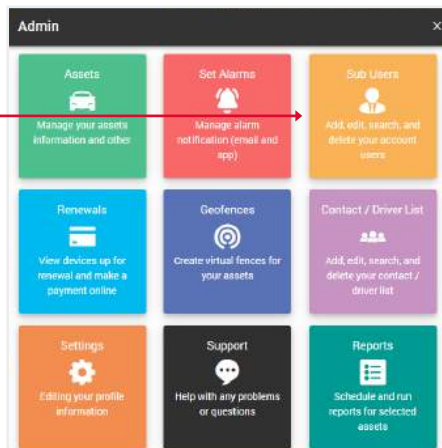 Admin
×
Assets
Manage your assets
information and other
Set Alarms
Manage alarm
notification (email and
app)
Sub Users
Add, edit, search, and
delete your account
users
Renewals
View devices up for
renewal and make a
payment online
Geofences
Create virtual fences for
your assets
Contact / Driver List
Add, edit, search, and
delete your contact /
driver list
Settings
Editing your profile
information
Support
Help with any problems
or questions
Reports
Schedule and run
reports for selected
assets